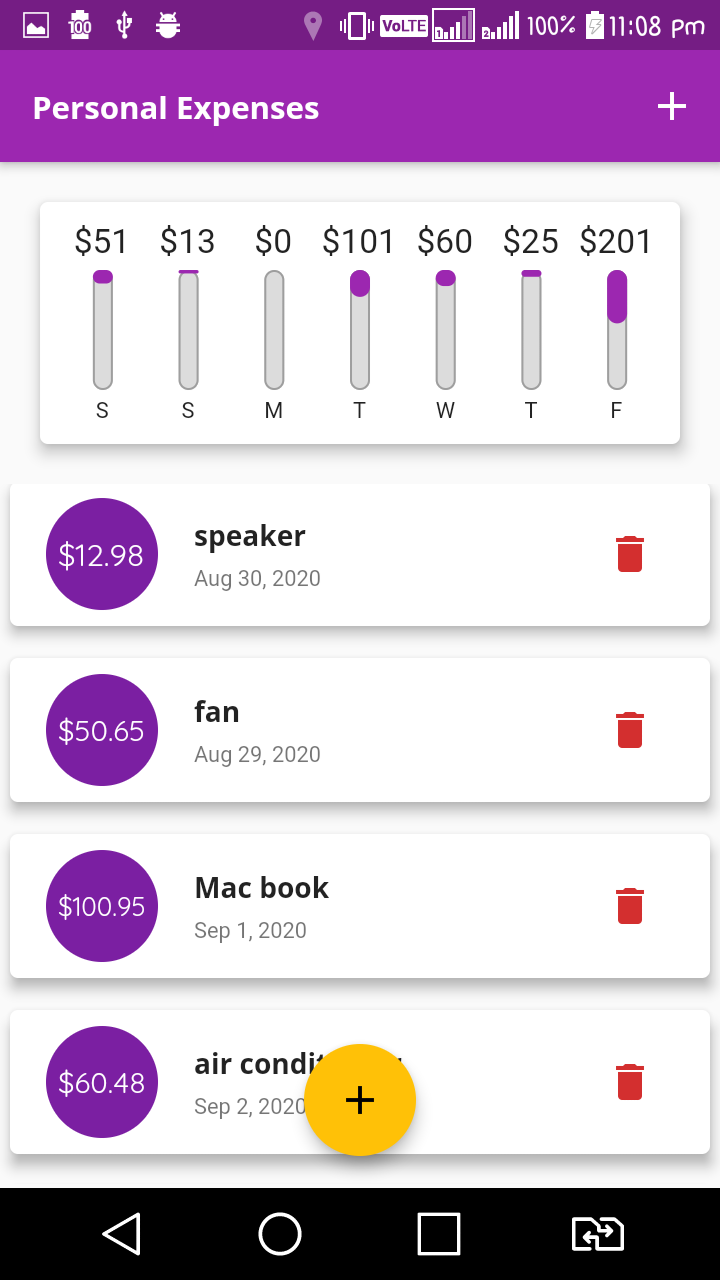 100 VoLTE 1 2 100% 11:08 Pm
Personal Expenses
$51 $13 $0 $101 $60 $25 $201
S S M T W T F
$12.98
speaker
Aug 30, 2020
$50.65
fan
Aug 29, 2020
$100.95
Mac book
Sep 1, 2020
$60.48
air
Sep 2, 2020